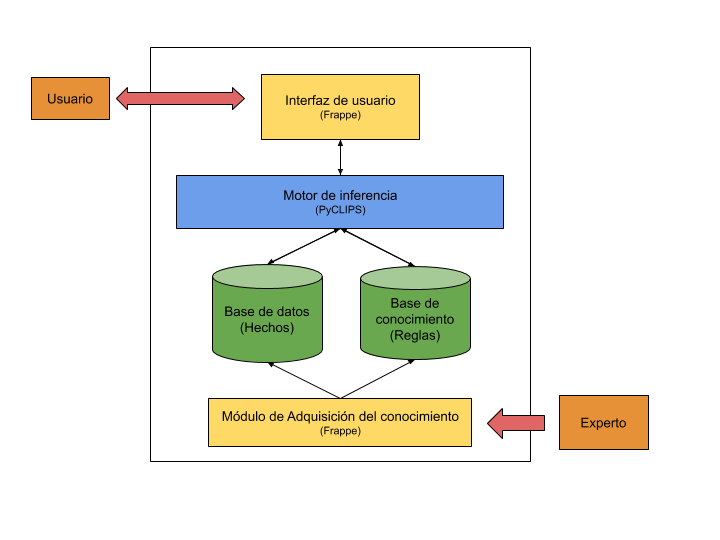 Usuario
Interfaz de usuario
(Frappe)
Motor de inferencia
(PyCLIPS)
Base de datos
(Hechos)
Base de
conocimiento
(Reglas)
Módulo de Adquisición del conocimiento
(Frappe)
Experto